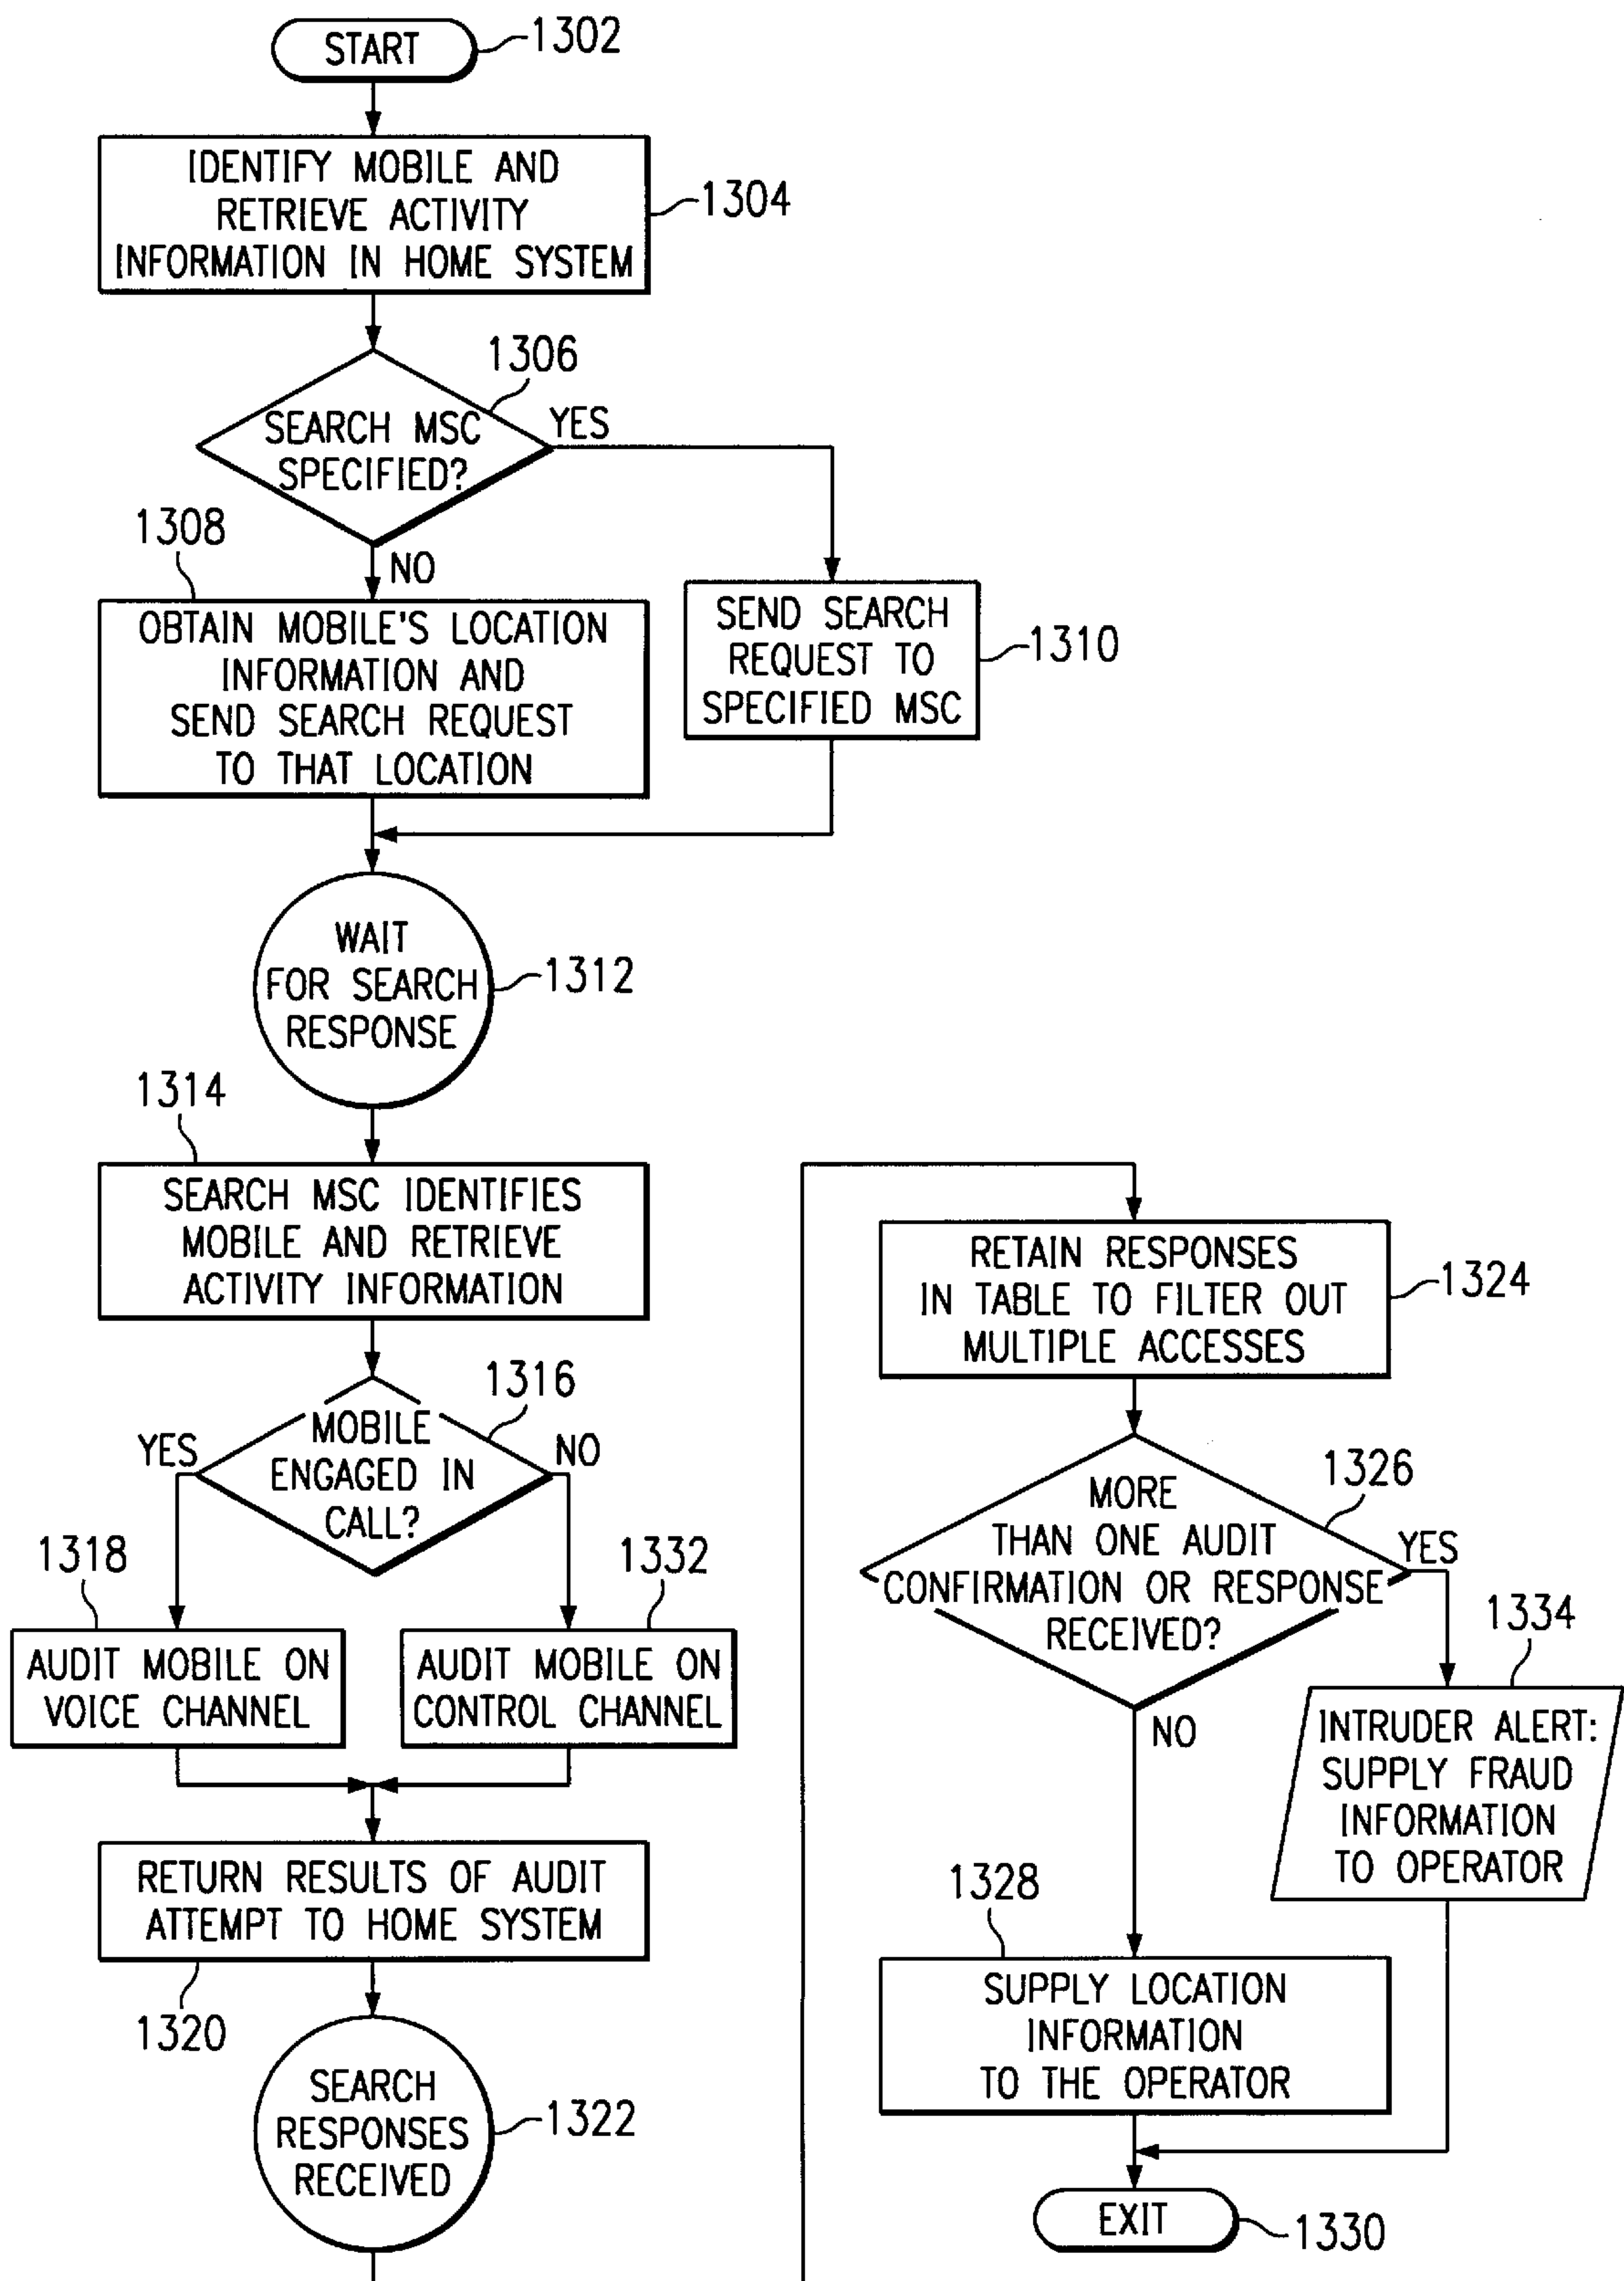 START
1302
IDENTIFY MOBILE AND
RETRIEVE ACTIVITY
INFORMATION IN HOME SYSTEM
1304
1306
SEARCH MSC
SPECIFIED?
YES
NO
1308
OBTAIN MOBILE'S LOCATION
INFORMATION AND
SEND SEARCH REQUEST
TO THAT LOCATION
SEND SEARCH
REQUEST TO
SPECIFIED MSC
1310
WAIT
FOR SEARCH
RESPONSE
1312
1314
SEARCH MSC IDENTIFIES
MOBILE AND RETRIEVE
ACTIVITY INFORMATION
1316
MOBILE
ENGAGED IN
CALL?
YES
NO
1318
AUDIT MOBILE ON
VOICE CHANNEL
1332
AUDIT MOBILE ON
CONTROL CHANNEL
RETURN RESULTS OF AUDIT
ATTEMPT TO HOME SYSTEM
1320
SEARCH
RESPONSES
RECEIVED
1322
RETAIN RESPONSES
IN TABLE TO FILTER OUT
MULTIPLE ACCESSES
1324
1326
MORE
THAN ONE AUDIT
CONFIRMATION OR RESPONSE
RECEIVED?
YES
NO
1334
INTRUDER ALERT:
SUPPLY FRAUD
INFORMATION
TO OPERATOR
1328
SUPPLY LOCATION
INFORMATION
TO THE OPERATOR
EXIT
1330